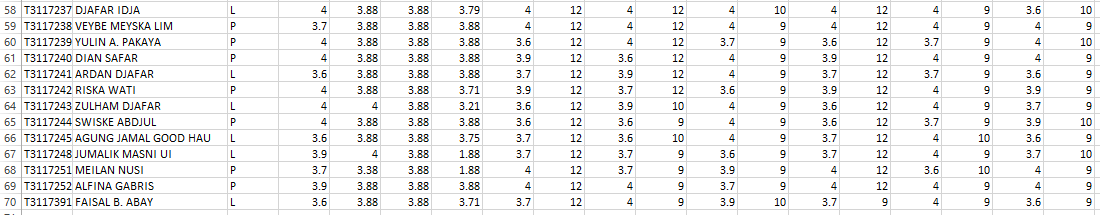 58 T3117237 DJAFAR IDJA L 4 3.88 3.88 3.79 4 12 4 12 4 10 4 12 4 9 3.6 10
59 T3117238 VEYBE MEYSKA LIM P 3.7 3.88 3.88 3.88 4 12 4 12 4 9 4 12 4 9 4 9
60 T3117239 YULIN A. PAKAYA P 4 3.88 3.88 3.88 3.6 12 4 12 3.7 9 3.6 12 3.7 9 4 10
61 T3117240 DIAN SAFAR P 4 3.88 3.88 3.88 3.9 12 3.6 12 4 9 3.9 12 4 9 4 9
62 T3117241 ARDAN DJAFAR L 3.6 3.88 3.88 3.88 3.7 12 3.9 12 4 9 3.7 12 3.7 9 3.6 9
63 T3117242 RISKA WATI P 4 3.88 3.88 3.71 3.9 12 3.7 12 3.6 9 3.9 12 4 9 3.9 9
64 T3117243 ZULHAM DJAFAR L 4 4 3.88 3.21 3.6 12 3.9 10 4 9 3.6 12 4 9 3.7 9
65 T3117244 SWISKE ABDJUL P 4 3.88 3.88 3.88 3.6 12 3.6 9 4 9 3.6 12 3.7 9 3.9 10
66 T3117245 AGUNG JAMAL GOOD HAU L 3.6 3.88 3.88 3.75 3.7 12 3.6 10 4 9 3.7 12 4 10 3.6 9
67 T3117248 JUMALIK MASNI UI L 3.9 4 3.88 1.88 3.7 12 3.7 9 3.6 9 3.7 12 4 9 3.7 10
68 T3117251 MEILAN NUSI P 3.7 3.38 3.88 1.88 4 12 3.7 9 3.9 9 4 12 3.6 10 4 9
69 T3117252 ALFINA GABRIS P 3.9 3.88 3.88 3.88 4 12 4 9 3.7 9 4 12 4 9 4 9
70 T3117391 FAISAL B. ABAY L 3.6 3.88 3.88 3.71 3.7 12 4 9 3.9 10 3.7 9 4 9 3.6 9